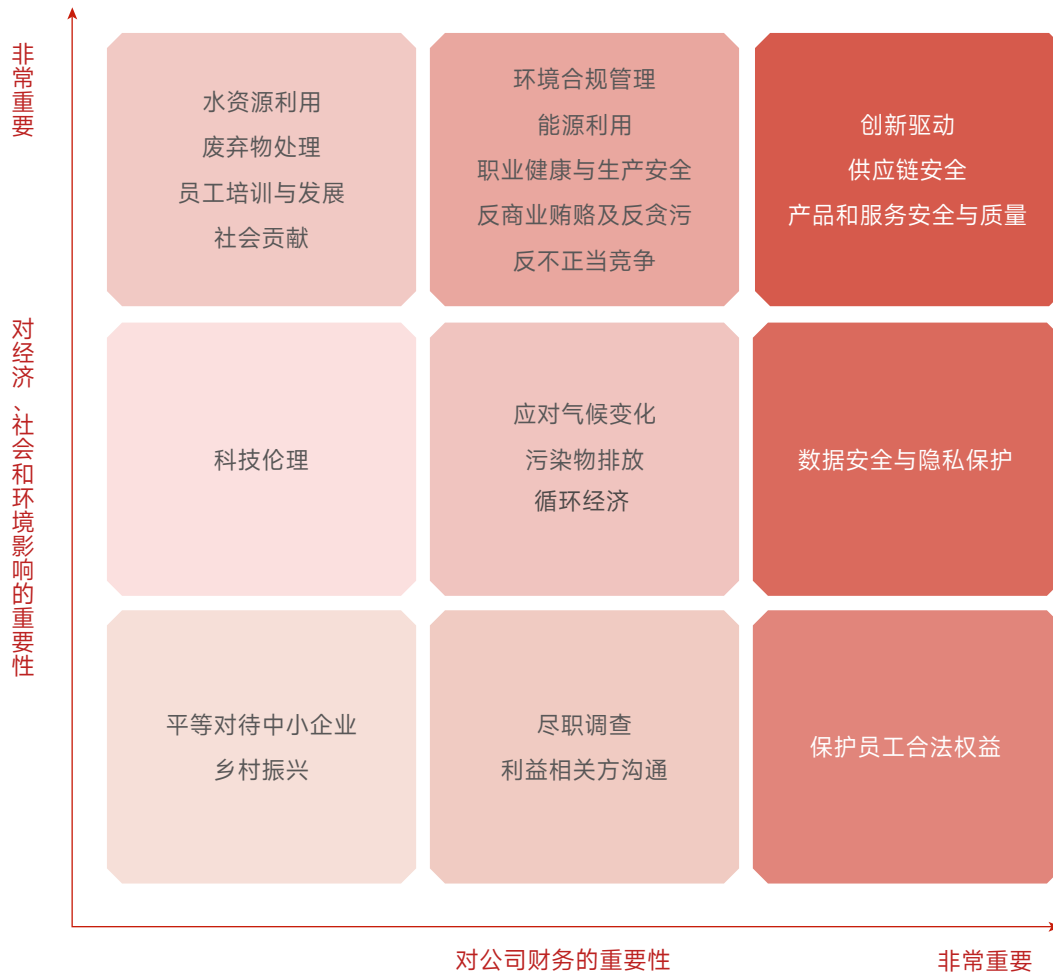 非常重要
对经济、社会和环境影响的重要性
水资源利用
废弃物处理
员工培训与发展
社会贡献
环境合规管理
能源利用
职业健康与生产安全
反商业贿赂及反贪污
反不正当竞争
创新驱动
供应链安全
产品和服务安全与质量
科技伦理
应对气候变化
污染物排放
循环经济
数据安全与隐私保护
平等对待中小企业
乡村振兴
尽职调查
利益相关方沟通
保护员工合法权益
对公司财务的重要性
非常重要